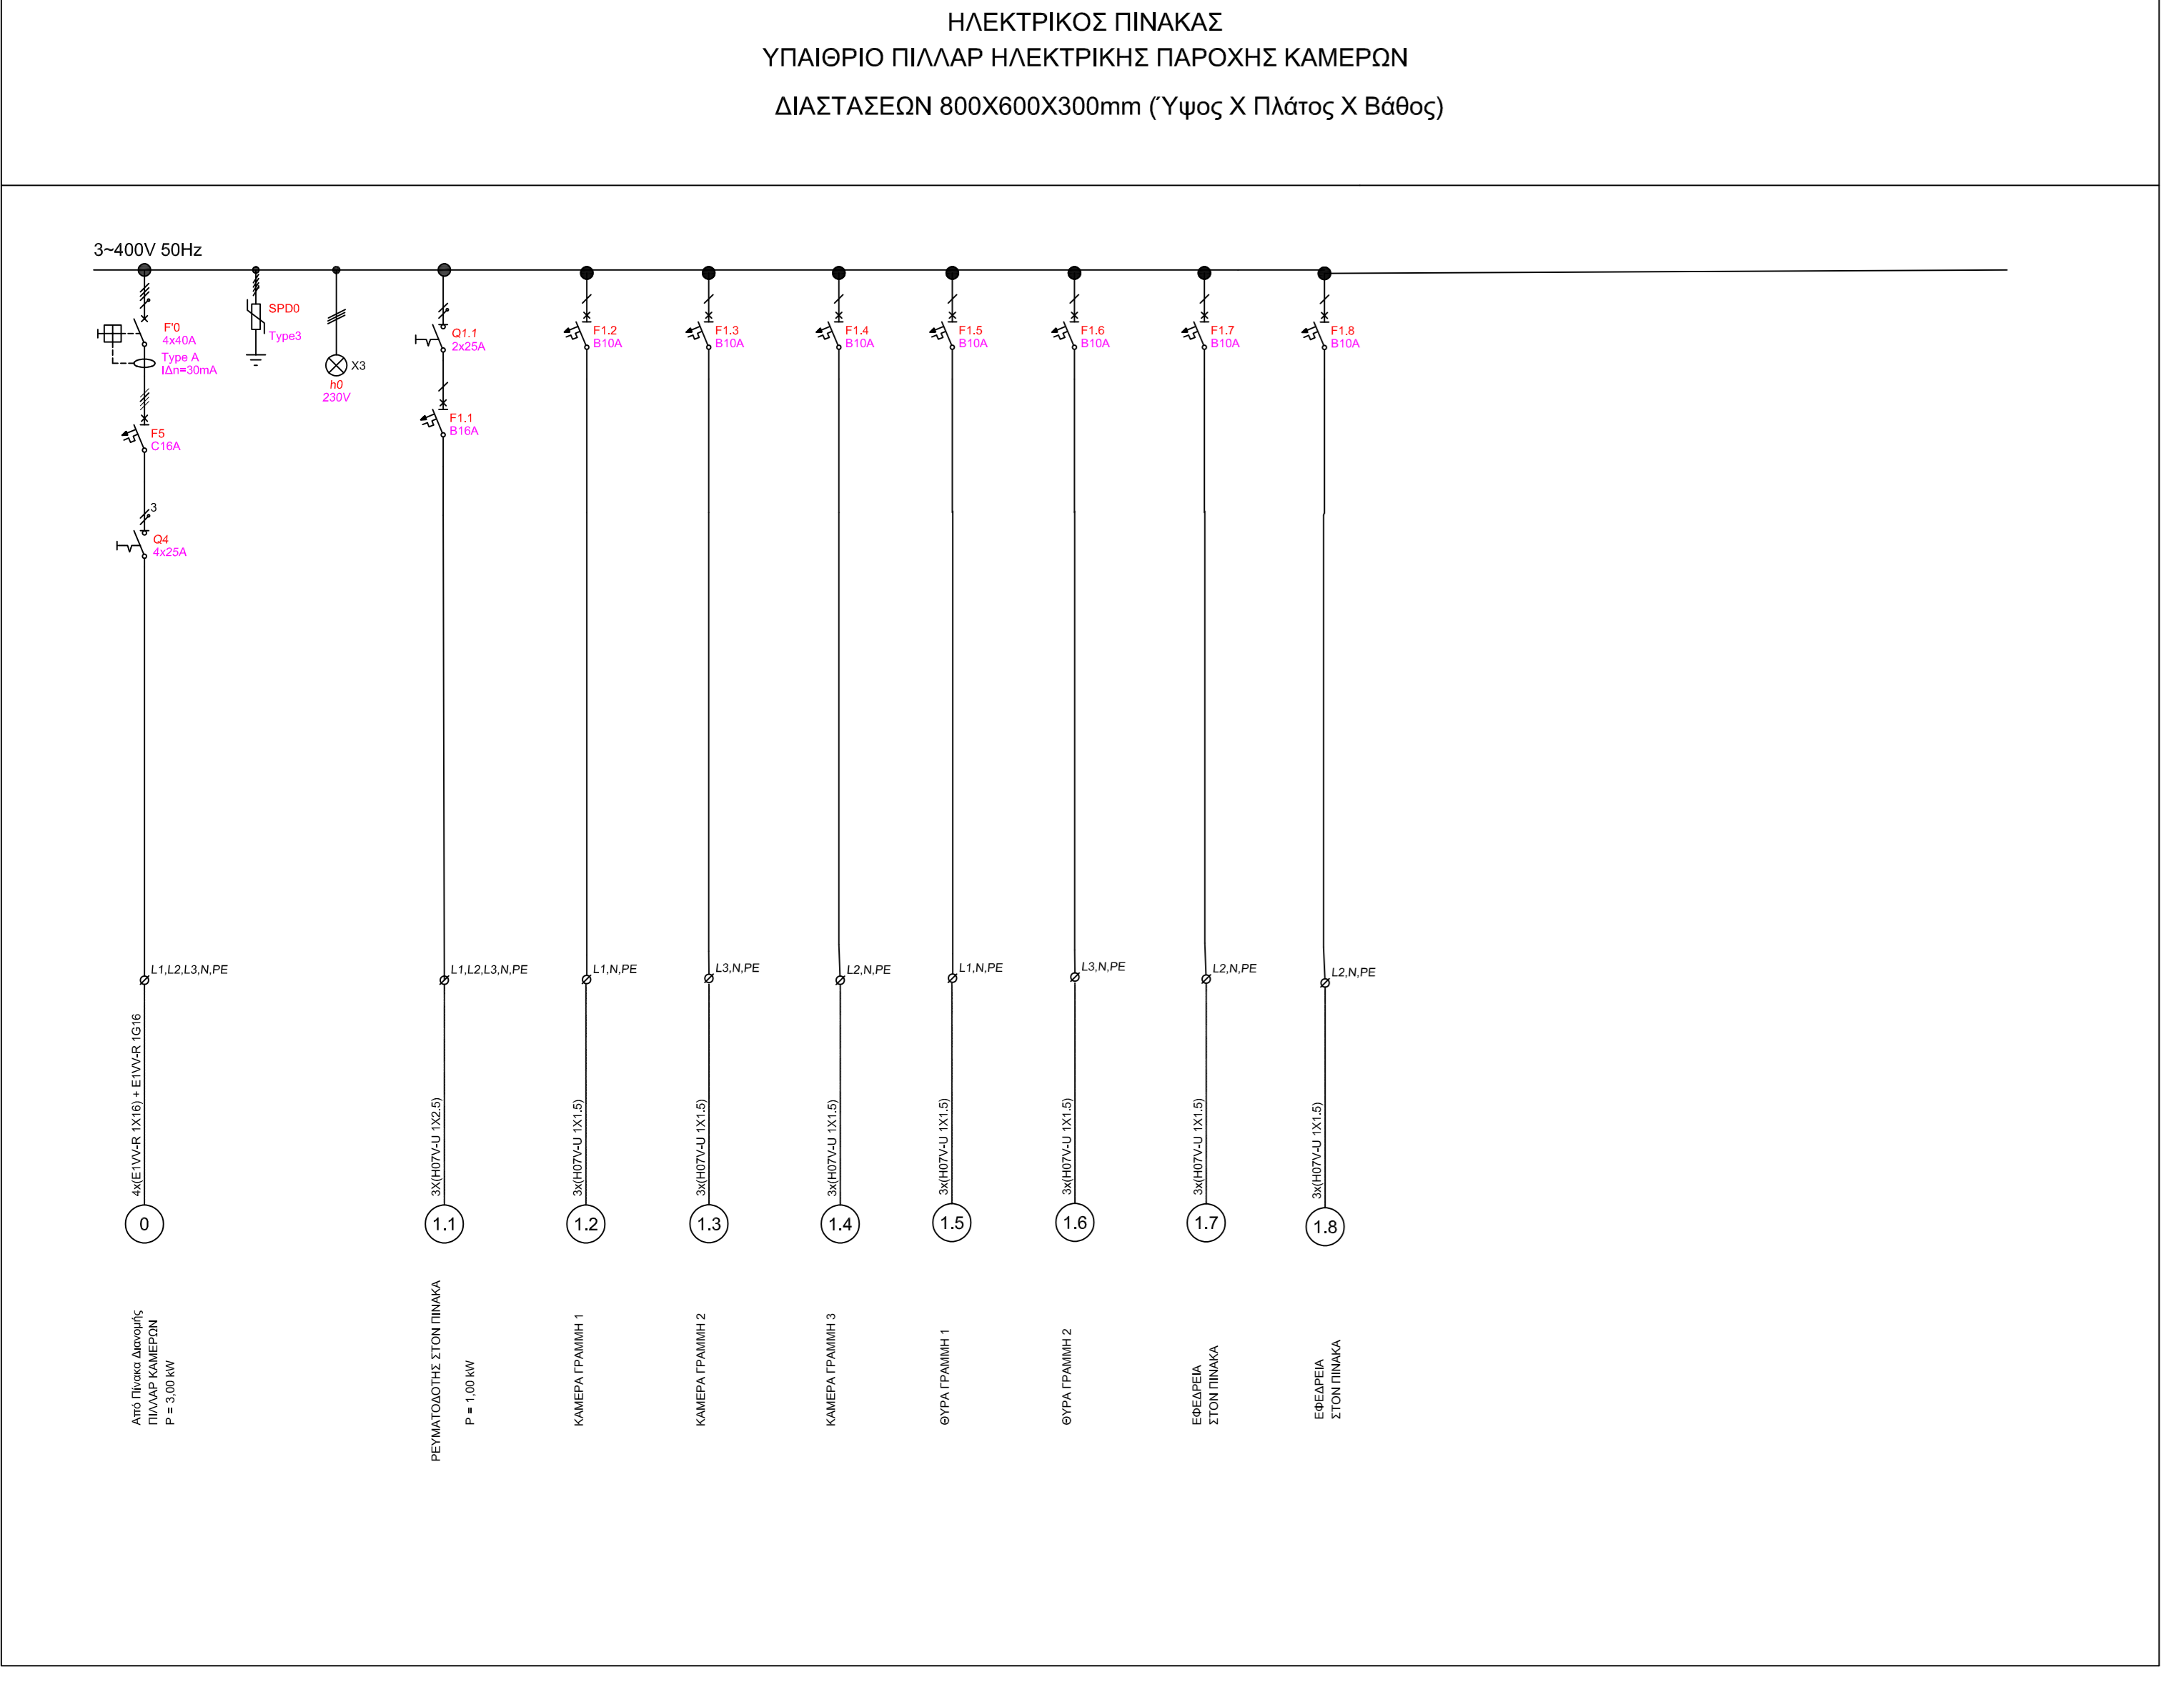 ΗΛΕΚΤΡΙΚΟΣ ΠΙΝΑΚΑΣ
ΥΠΑΙΘΡΙΟ ΠΙΛΛΑΡ ΗΛΕΚΤΡΙΚΗΣ ΠΑΡΟΧΗΣ ΚΑΜΕΡΩΝ
ΔΙΑΣΤΑΣΕΩΝ 800X600X300mm (Ύψος Χ Πλάτος Χ Βάθος)
3~400V 50Hz
F'0
4x40A
Type A
IΔn=30mA
F5
C16A
3
Q4
4x25A
SPD0
Type3
X3
h0
230V
Q1.1
2x25A
F1.1
B16A
F1.2
B10A
F1.3
B10A
F1.4
B10A
F1.5
B10A
F1.6
B10A
F1.7
B10A
F1.8
B10A
L1,L2,L3,N,PE
L1,L2,L3,N,PE
L1,N,PE
L3,N,PE
L2,N,PE
L1,N,PE
L3,N,PE
L2,N,PE
L2,N,PE
4x(E1VV-R 1X16) + E1VV-R 1G16
3X(H07V-U 1X2.5)
3x(H07V-U 1X1.5)
3x(H07V-U 1X1.5)
3x(H07V-U 1X1.5)
3x(H07V-U 1X1.5)
3x(H07V-U 1X1.5)
3x(H07V-U 1X1.5)
3x(H07V-U 1X1.5)
0
1.1
1.2
1.3
1.4
1.5
1.6
1.7
1.8
Από Πίνακα Διανομής
ΠΙΛΛΑΡ ΚΑΜΕΡΩΝ
P = 3,00 kW
ΡΕΥΜΑΤΟΔΟΤΗΣ ΣΤΟΝ ΠΙΝΑΚΑ
P = 1,00 kW
ΚΑΜΕΡΑ ΓΡΑΜΜΗ 1
ΚΑΜΕΡΑ ΓΡΑΜΜΗ 2
ΚΑΜΕΡΑ ΓΡΑΜΜΗ 3
ΘΥΡΑ ΓΡΑΜΜΗ 1
ΘΥΡΑ ΓΡΑΜΜΗ 2
ΕΦΕΔΡΕΙΑ
ΣΤΟΝ ΠΙΝΑΚΑ
ΕΦΕΔΡΕΙΑ
ΣΤΟΝ ΠΙΝΑΚΑ